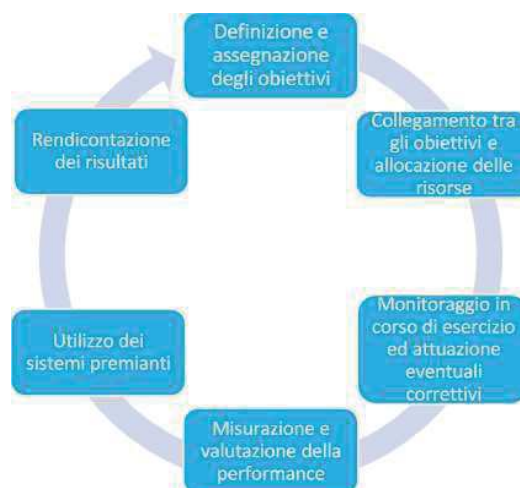 Definizione e
assegnazione
degli obiettivi
Collegamento tra
gli obiettivi e
allocazione delle
risorse
Monitoraggio in
corso di esercizio
ed attuazione
eventuali
correttivi
Misurazione e
valutazione della
performance
Utilizzo dei
sistemi premianti
Rendicontazione
dei risultati